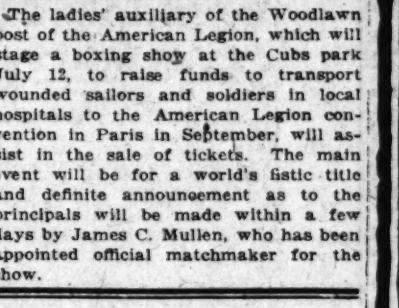 The ladies' auxiliary of the Woodlawn
post of the American Legion, which will
stage a boxing show at the Cubs park
July 12, to raise funds to transport
wounded sailors and soldiers in local
hospitals to the American Legion con-
vention in Paris in September, will as-
sist in the sale of tickets. The main
event will be for a world's fistic title
and definite announcement as to the
principals will be made within a few
days by James C. Mullen, who has been
appointed official matchmaker for the
show.